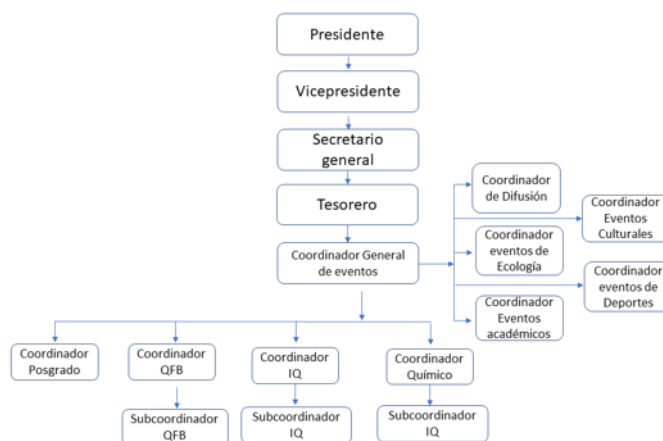 Presidente
Vicepresidente
Secretario
general
Tesorero
Coordinador General
de eventos
Coordinador
de Difusión
Coordinador
Eventos
Culturales
Coordinador
eventos de
Ecología
Coordinador
eventos de
Deportes
Coordinador
Eventos
académicos
Coordinador
Posgrado
Coordinador
QFB
Coordinador
IQ
Coordinador
Químico
Subcoordinador
QFB
Subcoordinador
IQ
Subcoordinador
IQ